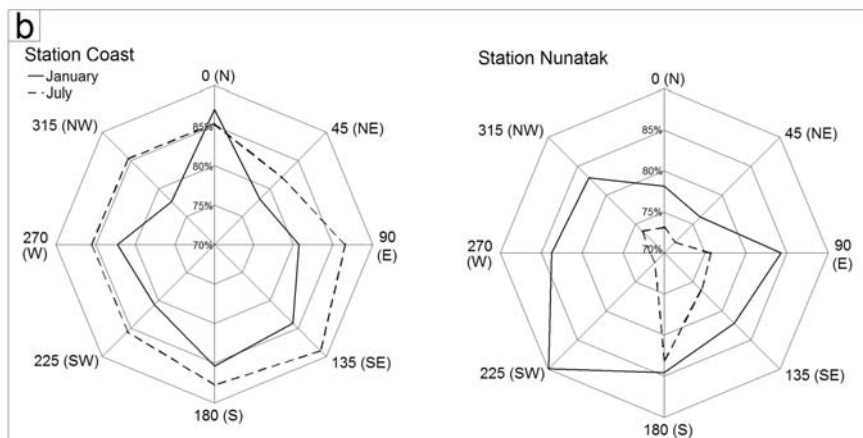 b
Station Coast
January
July
0 (N)
315 (NW)
45 (NE)
85%
80%
75%
70%
270
(W)
90
(E)
225 (SW)
135 (SE)
180 (S)
Station Nunatak
0 (N)
315 (NW)
45 (NE)
85%
80%
75%
70%
270
(W)
90
(E)
225 (SW)
135 (SE)
180 (S)